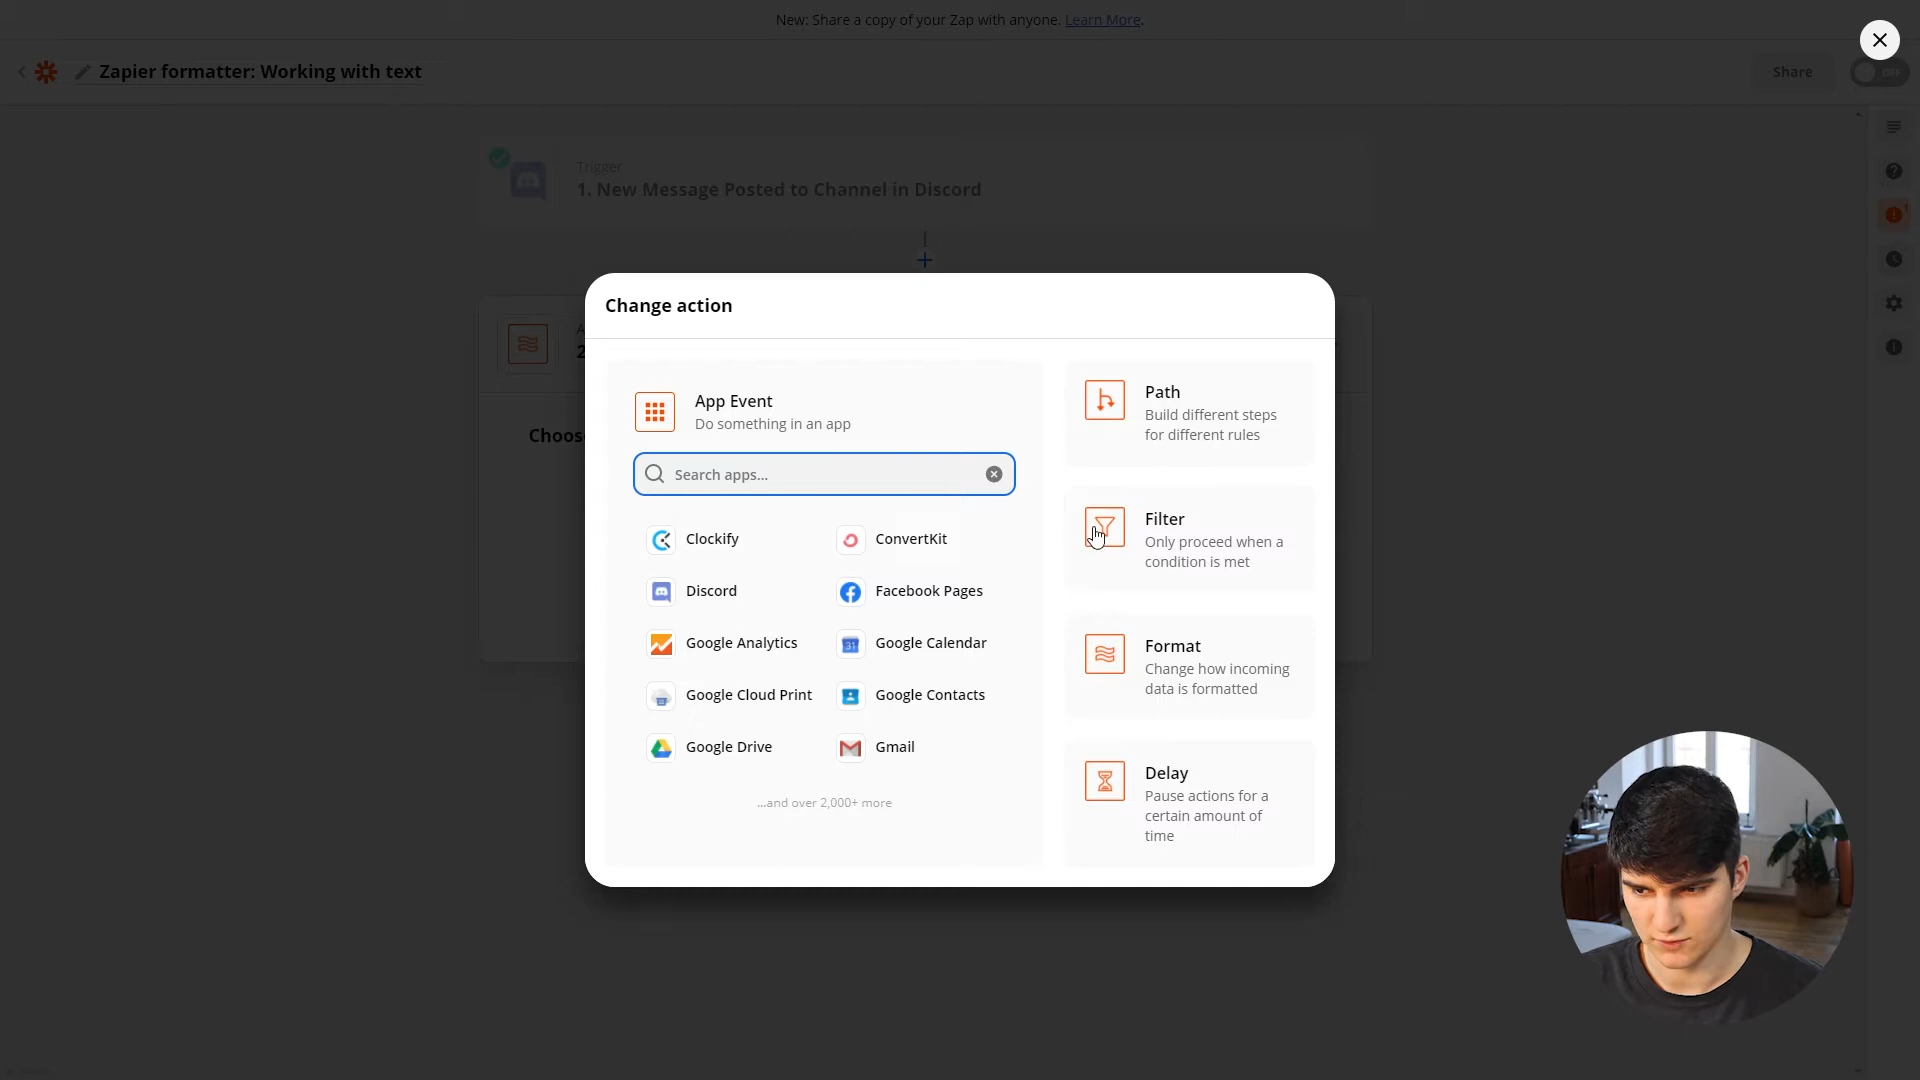 New: Share a copy of your Zap with anyone. Learn More.
Zapier formatter: Working with text
Share
OFF
Trigger
1. New Message Posted to Channel in Discord
Change action
2
Choos
App Event
Do something in an app
Search apps...
Clockify
ConvertKit
Discord
Facebook Pages
Google Analytics
Google Calendar
Google Cloud Print
Google Contacts
Google Drive
Gmail
...and over 2,000+ more
Path
Build different steps
for different rules
Filter
Only proceed when a
condition is met
Format
Change how incoming
data is formatted
Delay
Pause actions for a
certain amount of
time